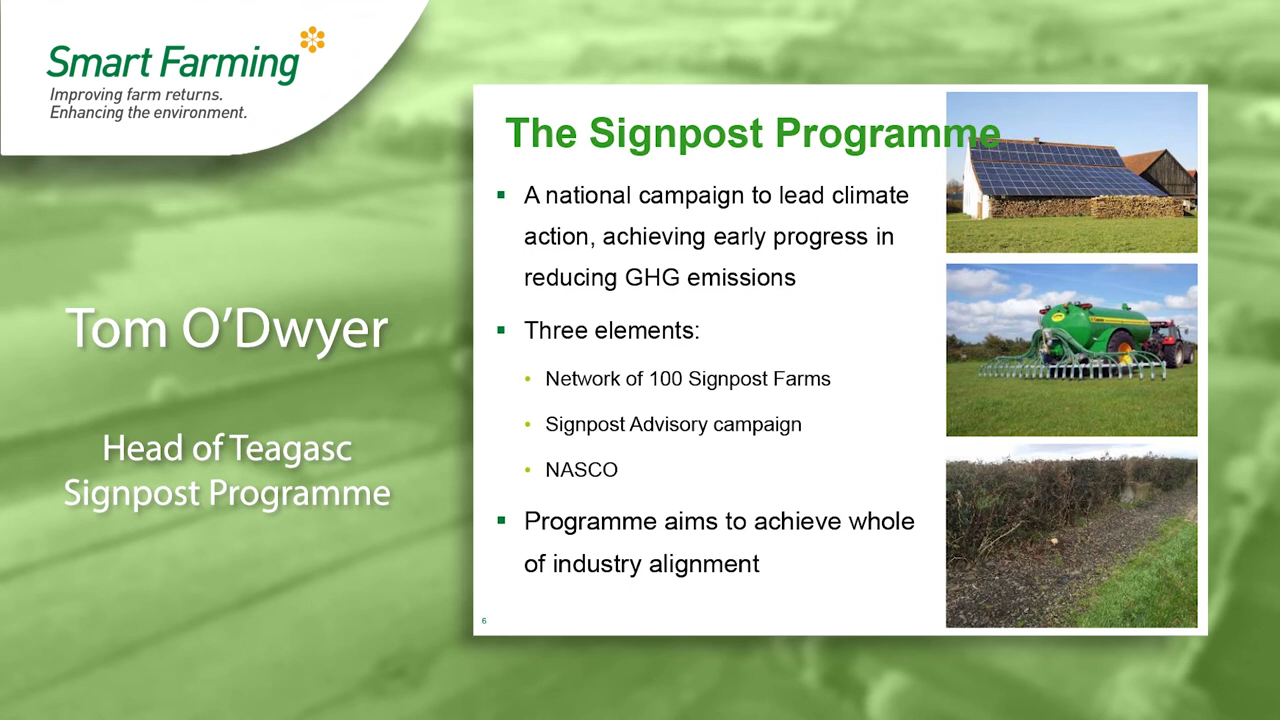 Smart Farming
Improving farm returns.
Enhancing the environment.
Tom O'Dwyer
Head of Teagasc
Signpost Programme
The Signpost Programme
▪ A national campaign to lead climate
action, achieving early progress in
reducing GHG emissions
▪ Three elements:
• Network of 100 Signpost Farms
• Signpost Advisory campaign
• NASCO
▪ Programme aims to achieve whole
of industry alignment
6